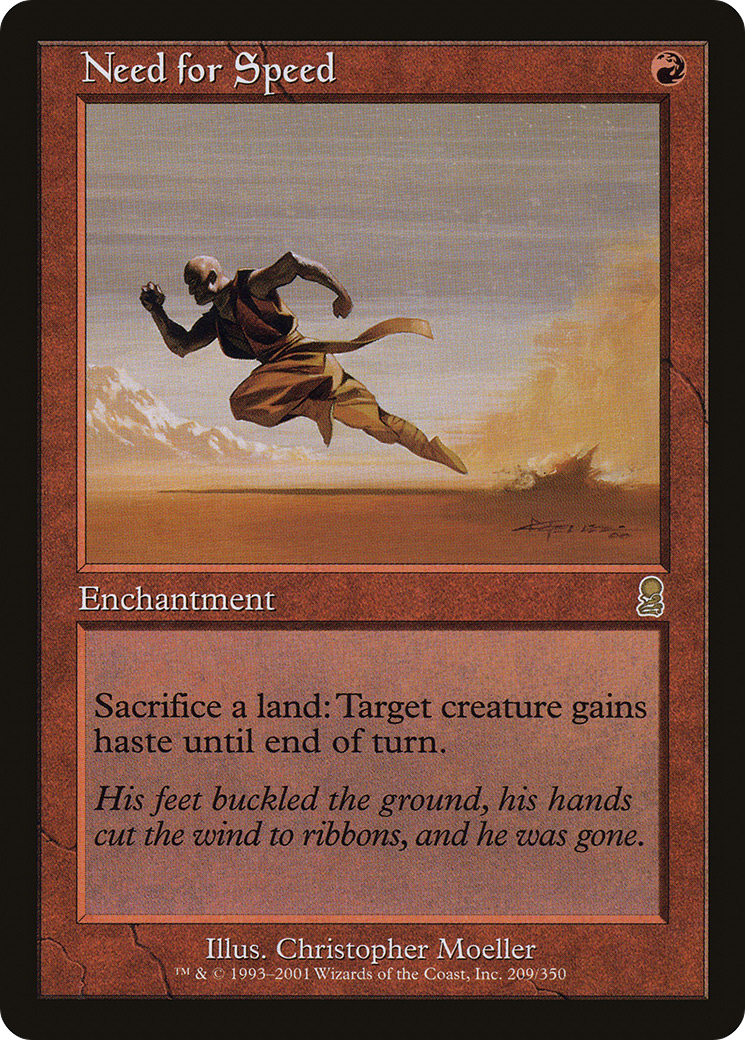 Need for Speed
Enchantment
Sacrifice a land: Target creature gains
haste until end of turn.
His feet buckled the ground, his hands
cut the wind to ribbons, and he was gone.
Illus. Christopher Moeller
™ & © 1993–2001 Wizards of the Coast, Inc. 209/350